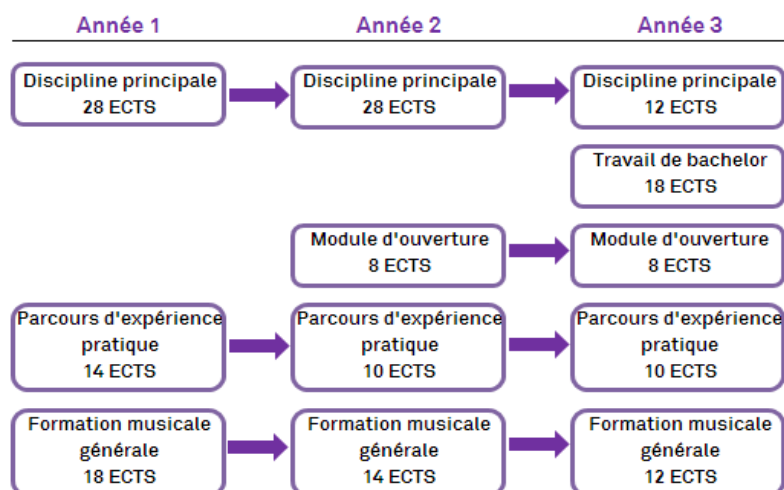 Année 1 Année 2 Année 3
Discipline principale
28 ECTS
Discipline principale
28 ECTS
Discipline principale
12 ECTS
Travail de bachelor
18 ECTS
Module d'ouverture
8 ECTS
Module d'ouverture
8 ECTS
Parcours d'expérience
pratique
14 ECTS
Parcours d'expérience
pratique
10 ECTS
Parcours d'expérience
pratique
10 ECTS
Formation musicale
générale
18 ECTS
Formation musicale
générale
14 ECTS
Formation musicale
générale
12 ECTS